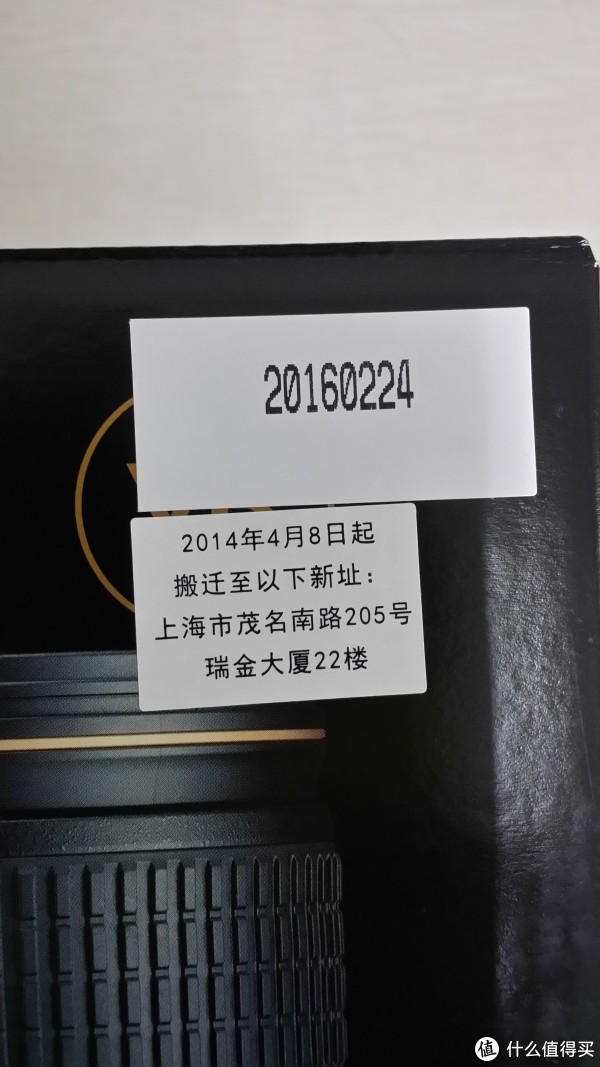 20160224
2014年4月8日起
搬迁至以下新址：
上海市茂名南路205号
瑞金大厦22楼
值 什么值得买